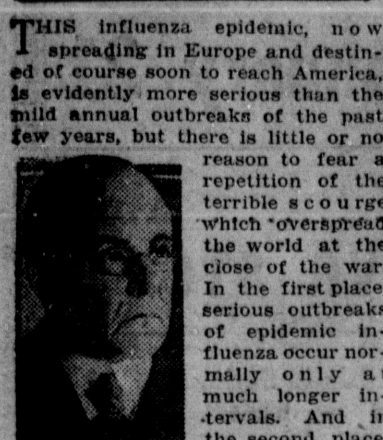 THIS influenza epidemic, now
spreading in Europe and destin-
ed of course soon to reach America,
is evidently more serious than the
mild annual outbreaks of the past
few years, but there is little or no
reason to fear a
repetition of the
terrible scourge
which overspread
the world at the
close of the war
In the first place
serious outbreaks
of epidemic in-
fluenza occur nor-
mally only at
much longer in-
tervals. And in
the second place